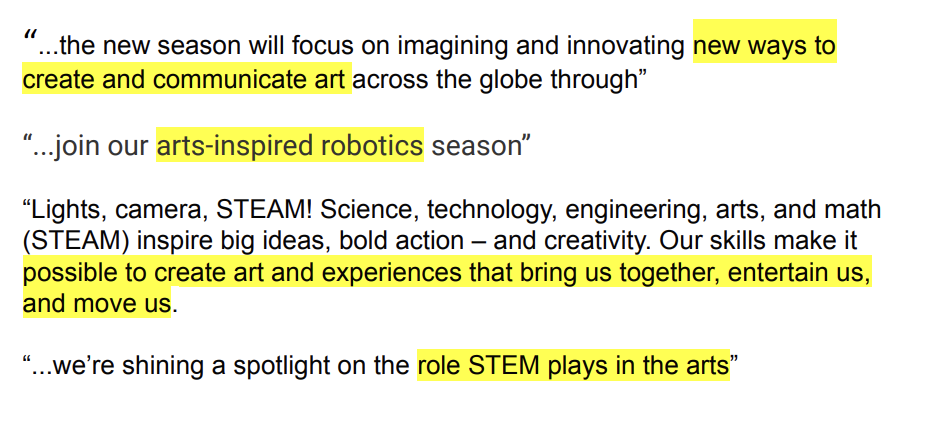 “...the new season will focus on imagining and innovating new ways to
create and communicate art across the globe through”
“...join our arts-inspired robotics season”
“Lights, camera, STEAM! Science, technology, engineering, arts, and math
(STEAM) inspire big ideas, bold action – and creativity. Our skills make it
possible to create art and experiences that bring us together, entertain us,
and move us.
“...we’re shining a spotlight on the role STEM plays in the arts”